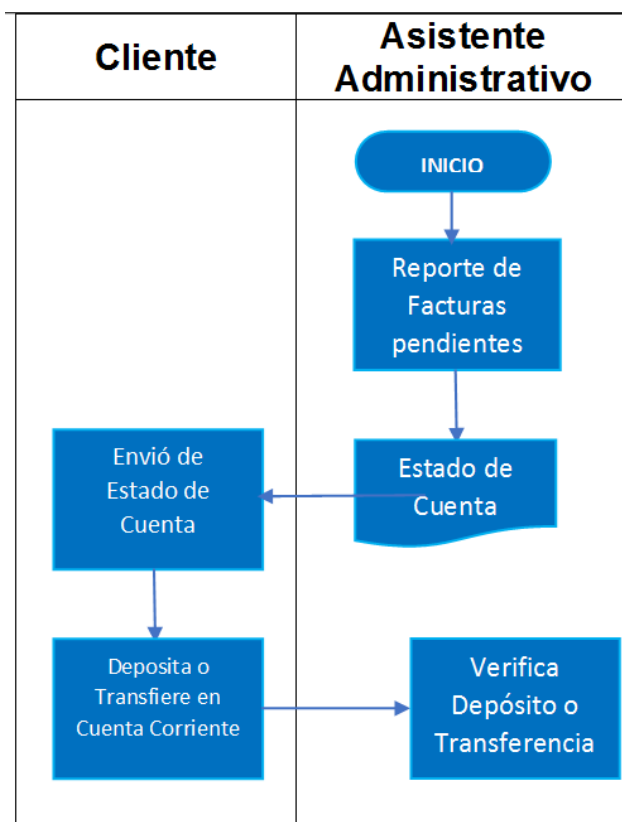 Cliente
Asistente
Administrativo
INICIO
Reporte de
Facturas
pendientes
Estado de
Cuenta
Envió de
Estado de
Cuenta
Deposita o
Transfiere en
Cuenta Corriente
Verifica
Depósito o
Transferencia